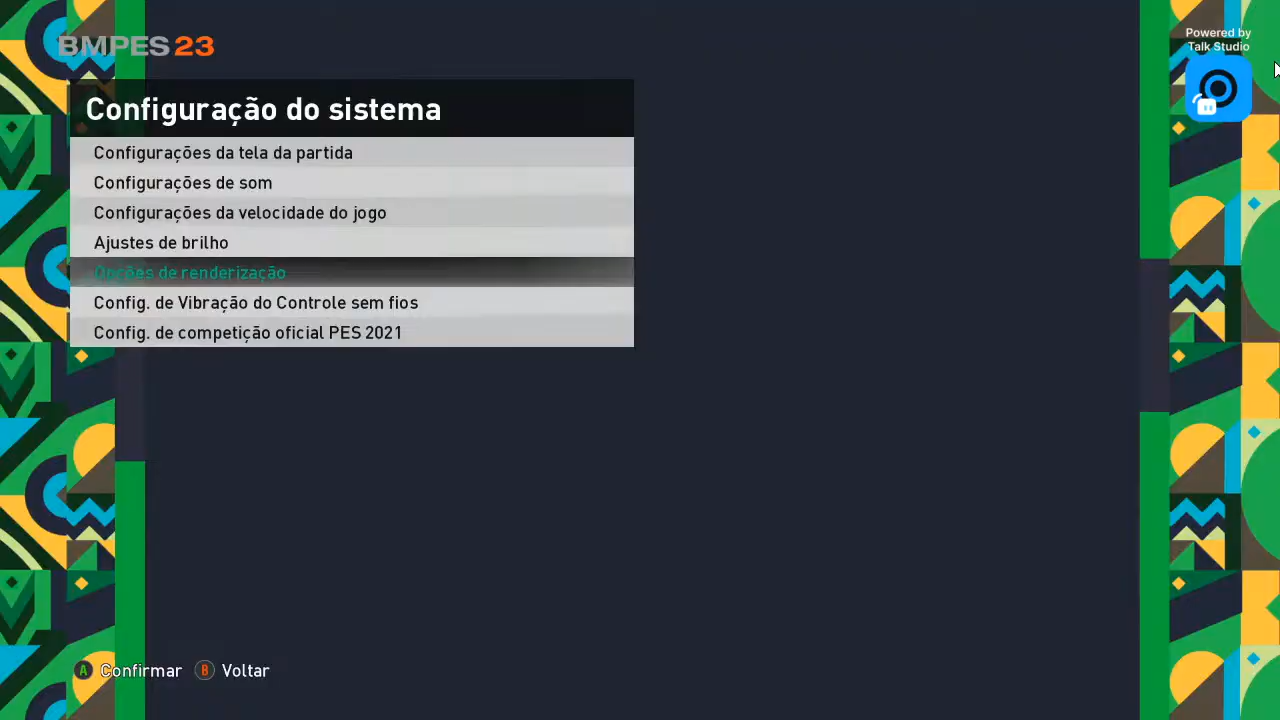 BMPES 23
Powered by
Talk Studio
Configuração do sistema
Configurações da tela da partida
Configurações de som
Configurações da velocidade do jogo
Ajustes de brilho
Opções de renderização
Config. de Vibração do Controle sem fios
Config. de competição oficial PES 2021
A Confirmar B Voltar